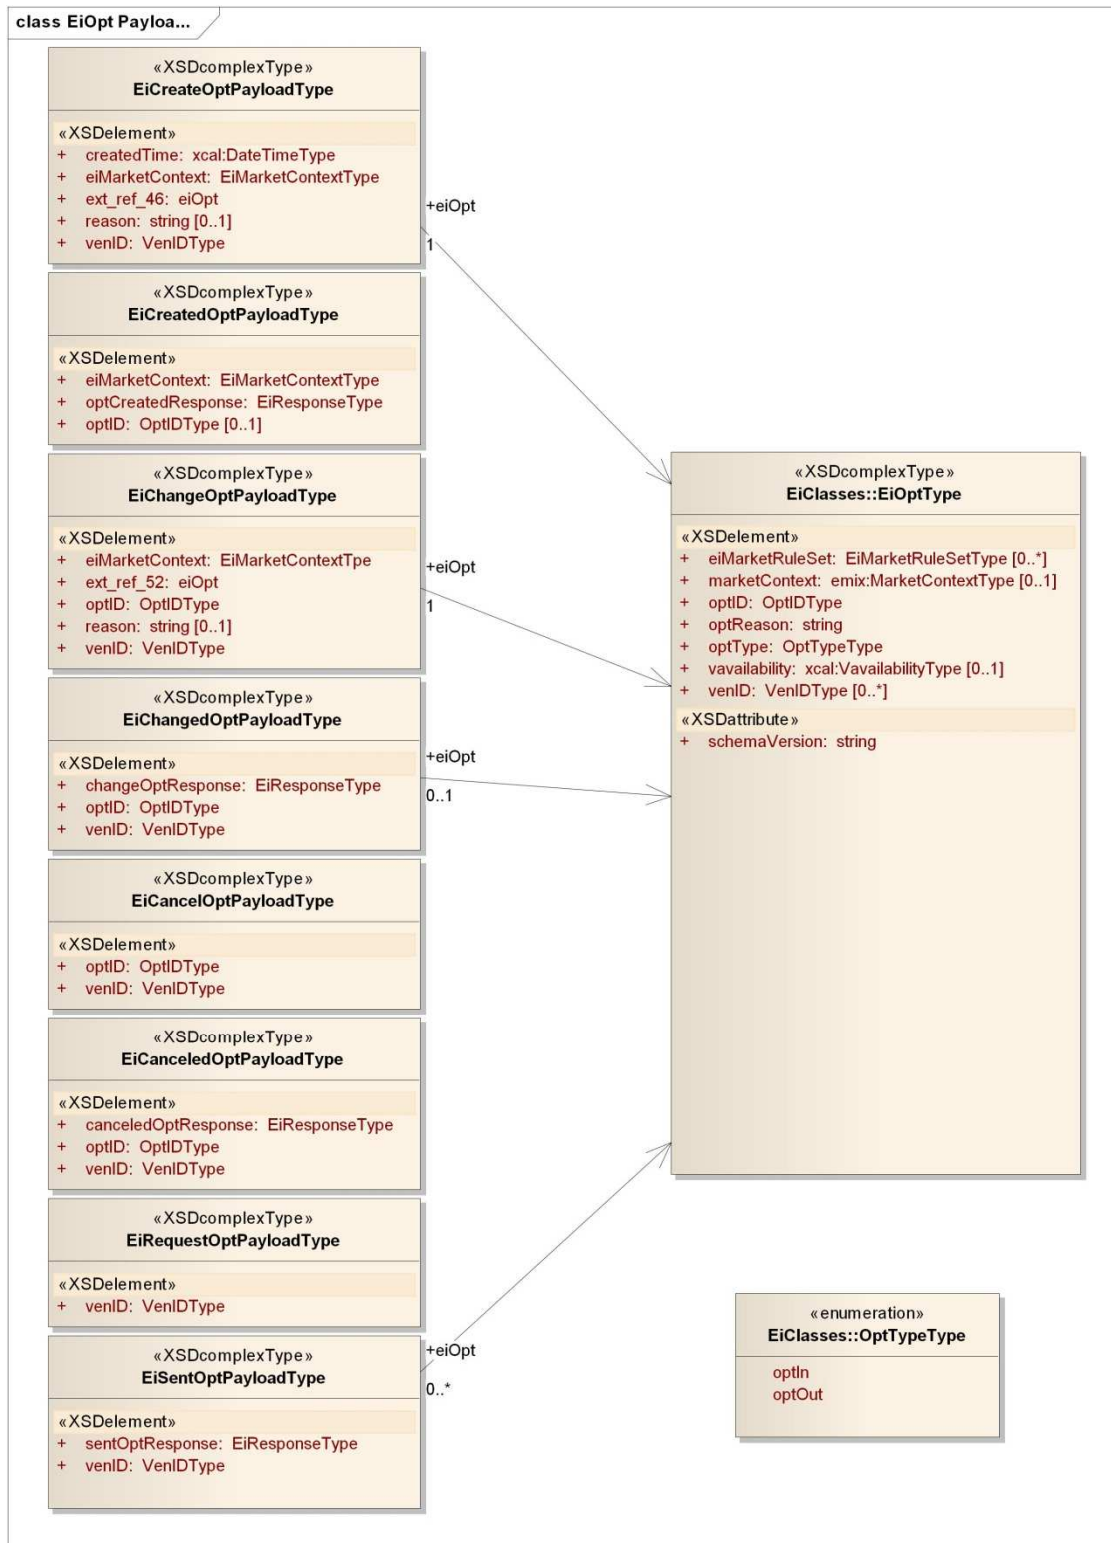 class EiOpt Payloa...
«XSDcomplexType»
EiCreateOptPayloadType
«XSDelement»
+ createdTime: xcal:DateTimeType
+ eiMarketContext: EiMarketContextType
+ ext_ref_46: eiOpt
+ reason: string [0..1]
+ venID: VenIDType
+eiOpt
1
«XSDcomplexType»
EiCreatedOptPayloadType
«XSDelement»
+ eiMarketContext: EiMarketContextType
+ optCreatedResponse: EiResponseType
+ optID: OptIDType [0..1]
«XSDcomplexType»
EiChangeOptPayloadType
«XSDelement»
+ eiMarketContext: EiMarketContextTpe
+ ext_ref_52: eiOpt
+ optID: OptIDType
+ reason: string [0..1]
+ venID: VenIDType
+eiOpt
1
«XSDcomplexType»
EiChangedOptPayloadType
«XSDelement»
+ changeOptResponse: EiResponseType
+ optID: OptIDType
+ venID: VenIDType
+eiOpt
0..1
«XSDcomplexType»
EiCancelOptPayloadType
«XSDelement»
+ optID: OptIDType
+ venID: VenIDType
«XSDcomplexType»
EiCanceledOptPayloadType
«XSDelement»
+ canceledOptResponse: EiResponseType
+ optID: OptIDType
+ venID: VenIDType
«XSDcomplexType»
EiRequestOptPayloadType
«XSDelement»
+ venID: VenIDType
«XSDcomplexType»
EiSentOptPayloadType
«XSDelement»
+ sentOptResponse: EiResponseType
+ venID: VenIDType
+eiOpt
0..*
«XSDcomplexType»
EiClasses::EiOptType
«XSDelement»
+ eiMarketRuleSet: EiMarketRuleSetType [0..*]
+ marketContext: emix:MarketContextType [0..1]
+ optID: OptIDType
+ optReason: string
+ optType: OptTypeType
+ vavailability: xcal:VavailabilityType [0..1]
+ venID: VenIDType [0..*]
«XSDattribute»
+ schemaVersion: string
«enumeration»
EiClasses::OptTypeType
optIn
optOut